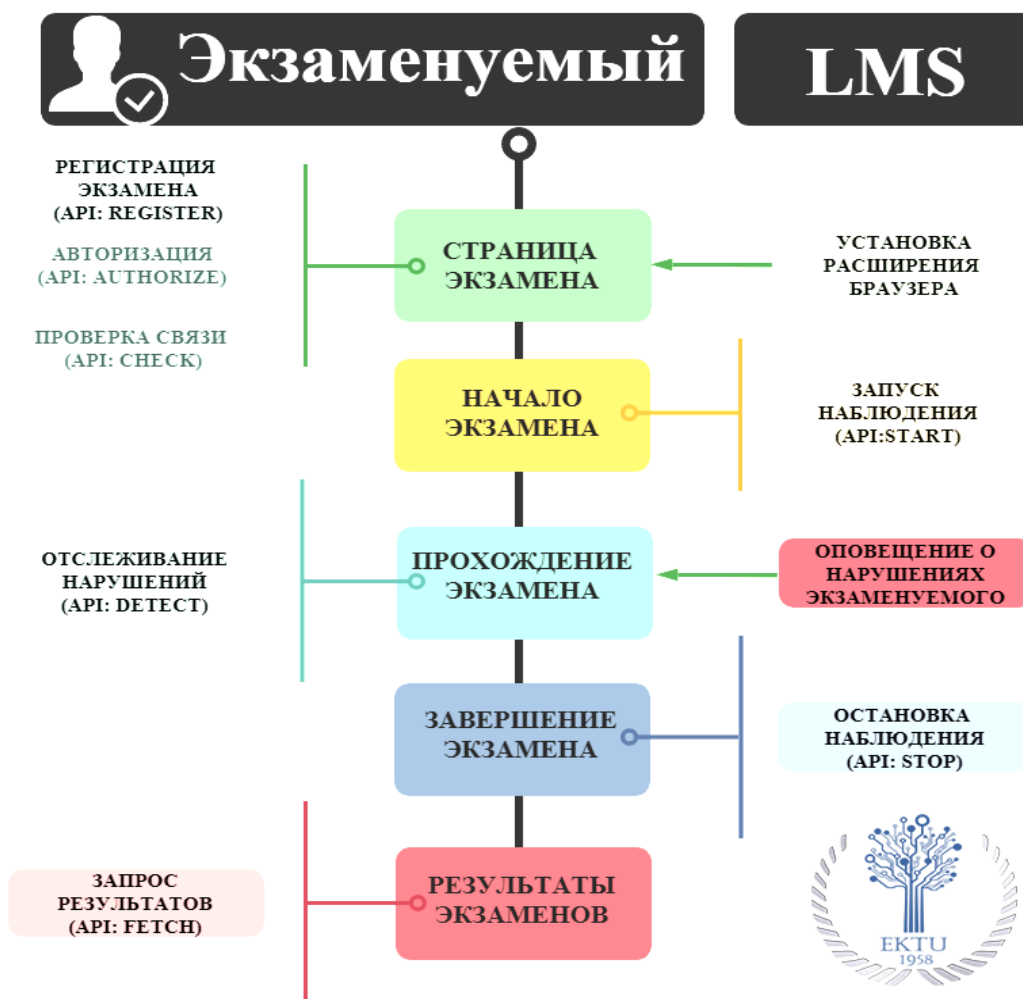 Экзаменуемый
LMS
РЕГИСТРАЦИЯ
ЭКЗАМЕНА
(API: REGISTER)
АВТОРИЗАЦИЯ
(API: AUTHORIZE)
ПРОВЕРКА СВЯЗИ
(API: CHECK)
СТРАНИЦА
ЭКЗАМЕНА
УСТАНОВКА
РАСШИРЕНИЯ
БРАУЗЕРА
НАЧАЛО
ЭКЗАМЕНА
ЗАПУСК
НАБЛЮДЕНИЯ
(API:START)
ОТСЛЕЖИВАНИЕ
НАРУШЕНИЙ
(API: DETECT)
ПРОХОЖДЕНИЕ
ЭКЗАМЕНА
ОПОВЕЩЕНИЕ О
НАРУШЕНИЯХ
ЭКЗАМЕНУЕМОГО
ЗАВЕРШЕНИЕ
ЭКЗАМЕНА
ОСТАНОВКА
НАБЛЮДЕНИЯ
(API: STOP)
ЗАПРОС
РЕЗУЛЬТАТОВ
(API: FETCH)
РЕЗУЛЬТАТЫ
ЭКЗАМЕНОВ
EKTU
1958